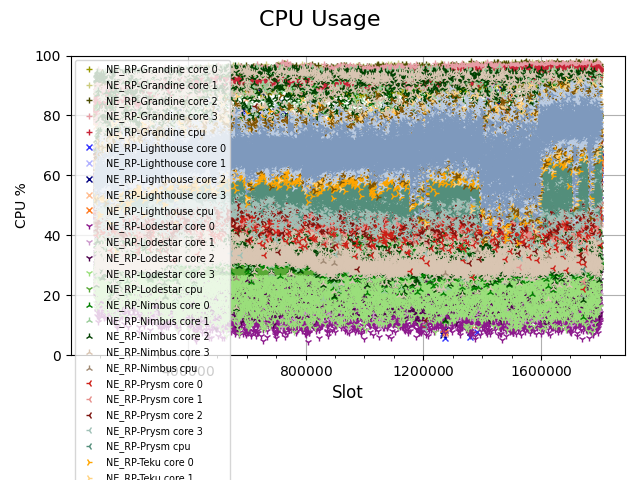 CPU Usage
100
80
60
40
20
0
CPU %
400000
800000
1200000
1600000
Slot
NE_RP-Grandine core 0
NE_RP-Grandine core 1
NE_RP-Grandine core 2
NE_RP-Grandine core 3
NE_RP-Grandine cpu
NE_RP-Lighthouse core 0
NE_RP-Lighthouse core 1
NE_RP-Lighthouse core 2
NE_RP-Lighthouse core 3
NE_RP-Lighthouse cpu
NE_RP-Lodestar core 0
NE_RP-Lodestar core 1
NE_RP-Lodestar core 2
NE_RP-Lodestar core 3
NE_RP-Lodestar cpu
NE_RP-Nimbus core 0
NE_RP-Nimbus core 1
NE_RP-Nimbus core 2
NE_RP-Nimbus core 3
NE_RP-Nimbus cpu
NE_RP-Prysm core 0
NE_RP-Prysm core 1
NE_RP-Prysm core 2
NE_RP-Prysm core 3
NE_RP-Prysm cpu
NE_RP-Teku core 0
NE_RP-Teku core 1